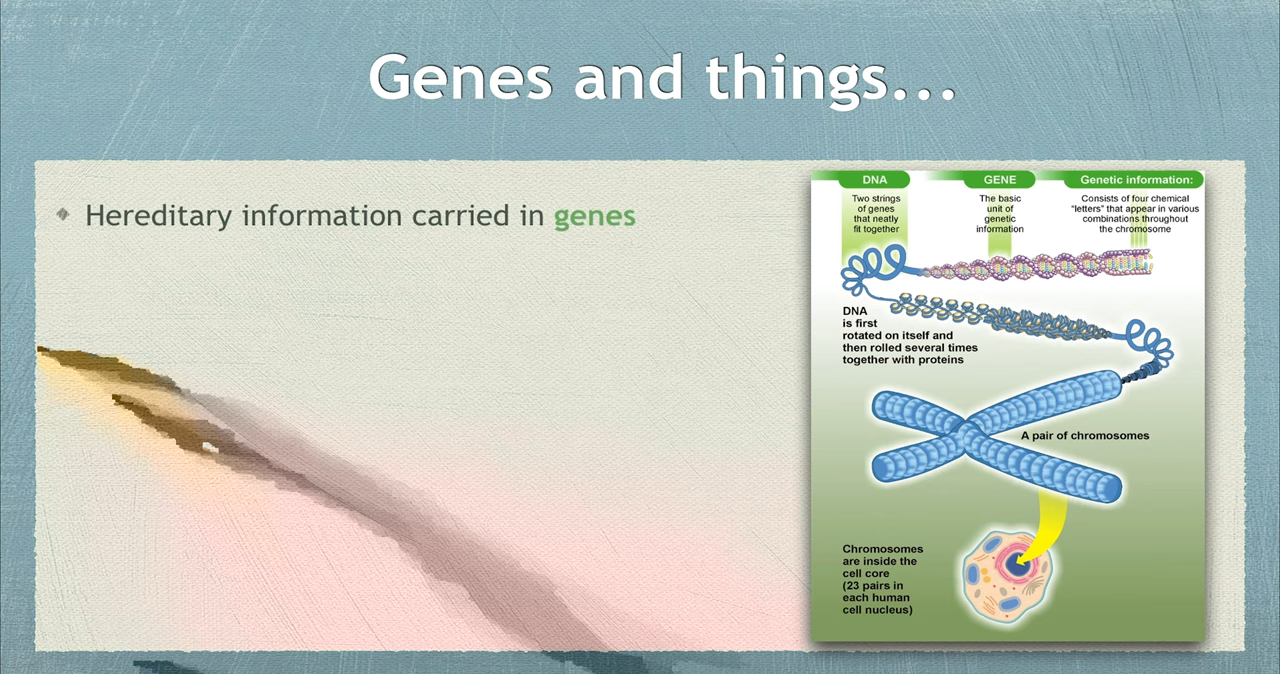 Genes and things...
Hereditary information carried in genes
DNA
Two strings
of genes
that neatly
fit together
GENE
The basic
unit of
genetic
information
Genetic information:
Consists of four chemical
"letters" that appear in various
combinations throughout
the chromosome
DNA
is first
rotated on itself and
then rolled several times
together with proteins
A pair of chromosomes
Chromosomes
are inside the
cell core
(23 pairs in
each human
cell nucleus)